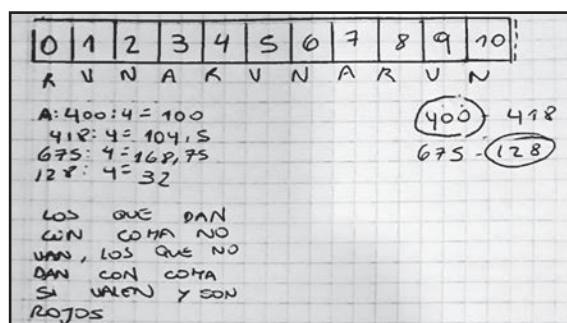 0 1 2 3 4 5 6 7 8 9 10
R V N A R V N A R V N
A: 400:4 = 100
418:4 = 104,5
675:4 = 168,75
128:4 = 32
400 - 418
675 - 128
LOS QUE DAN
CON COMA NO
VAN, LOS QUE NO
DAN CON COMA
SI VALEN Y SON
ROJOS